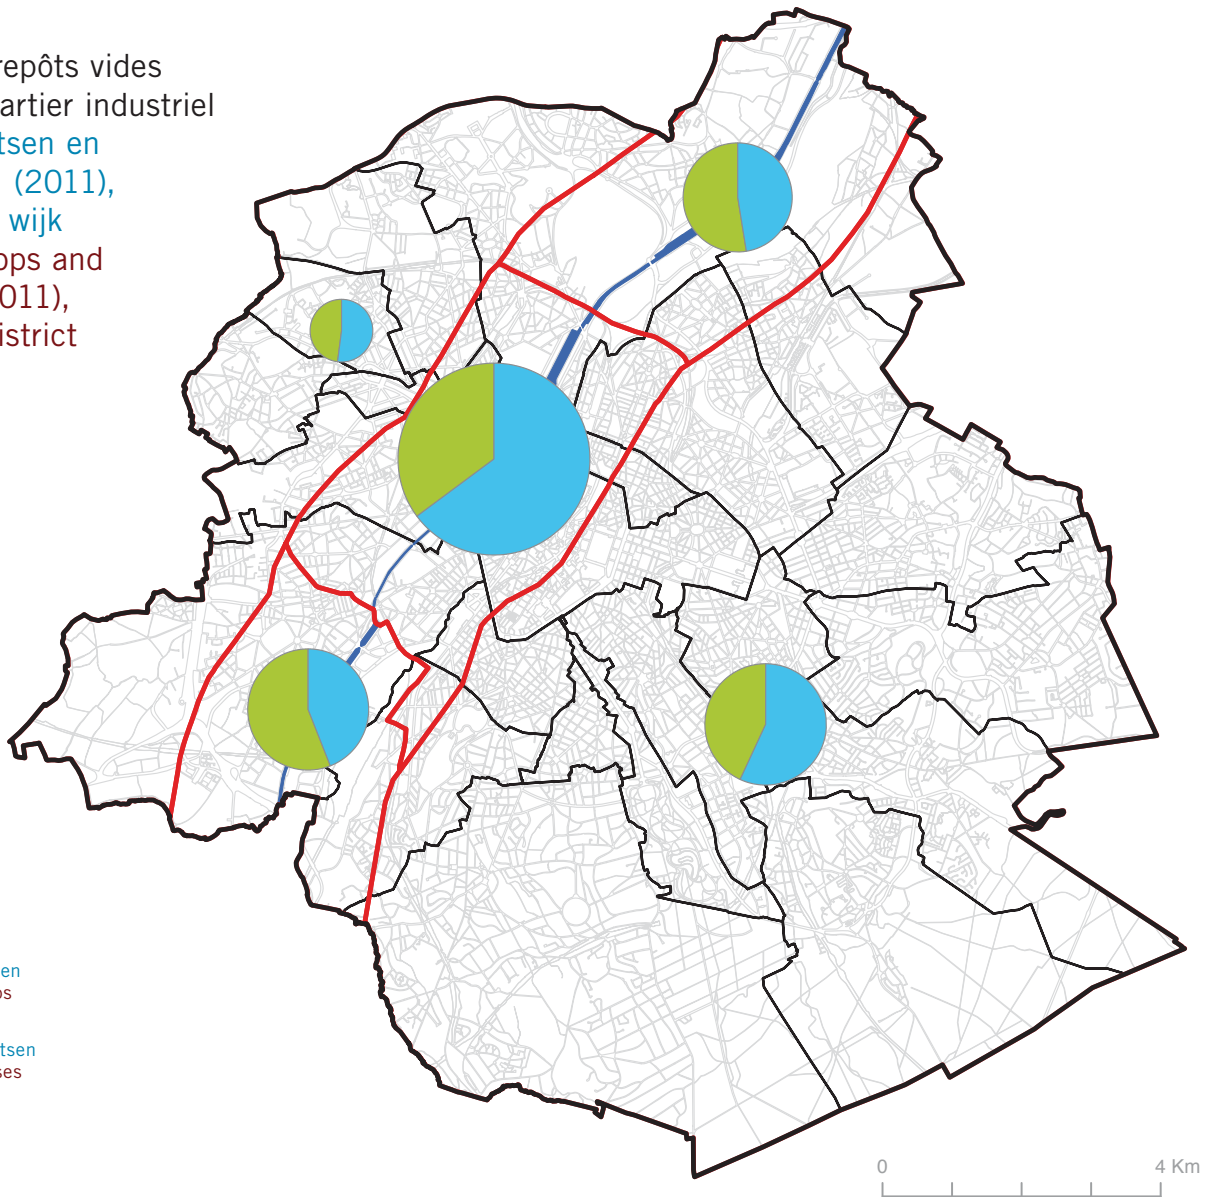 repôts vides
artier industriel
tsen en
(2011),
wijk
ops and
011),
istrict
en
os
tsen
ses
0 4 Km